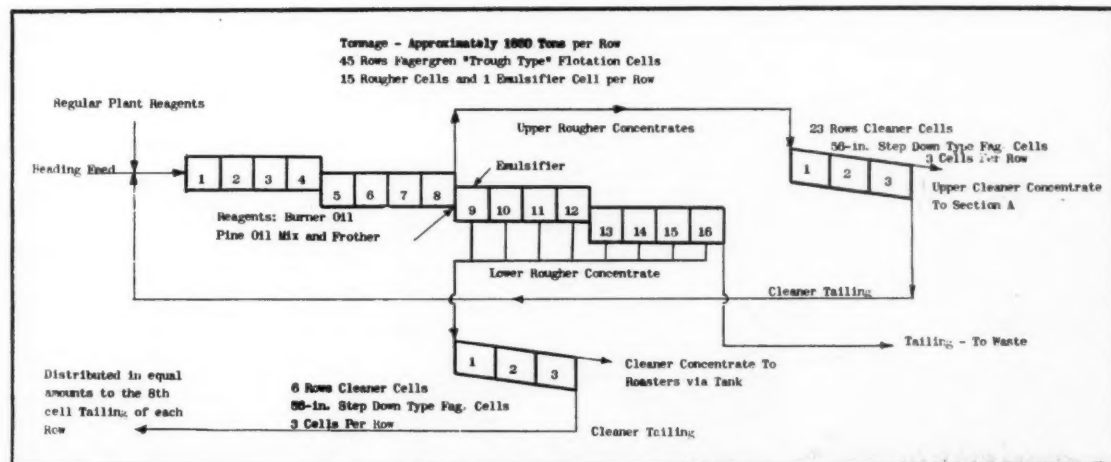 Tonnage - Approximately 1660 Tons per Row
45 Rows Fagergren "Trough Type" Flotation Cells
15 Rougher Cells and 1 Emulsifier Cell per Row
Regular Plant Reagents
Upper Rougher Concentrates
23 Rows Cleaner Cells
56-in. Step Down Type Fag. Cells
3 Cells Per Row
Heading Feed
1 2 3 4
5 6 7 8
Emulsifier
9 10 11 12
13 14 15 16
1 2 3
Upper Cleaner Concentrate
To Section A
Reagents: Burner Oil
Pine Oil Mix and Frother
Lower Rougher Concentrate
Cleaner Tailing
Tailing - To Waste
1 2 3
Cleaner Concentrate To
Roasters via Tank
Distributed in equal
amounts to the 8th
cell Tailing of each
Row
6 Rows Cleaner Cells
56-in. Step Down Type Fag. Cells
3 Cells Per Row
Cleaner Tailing